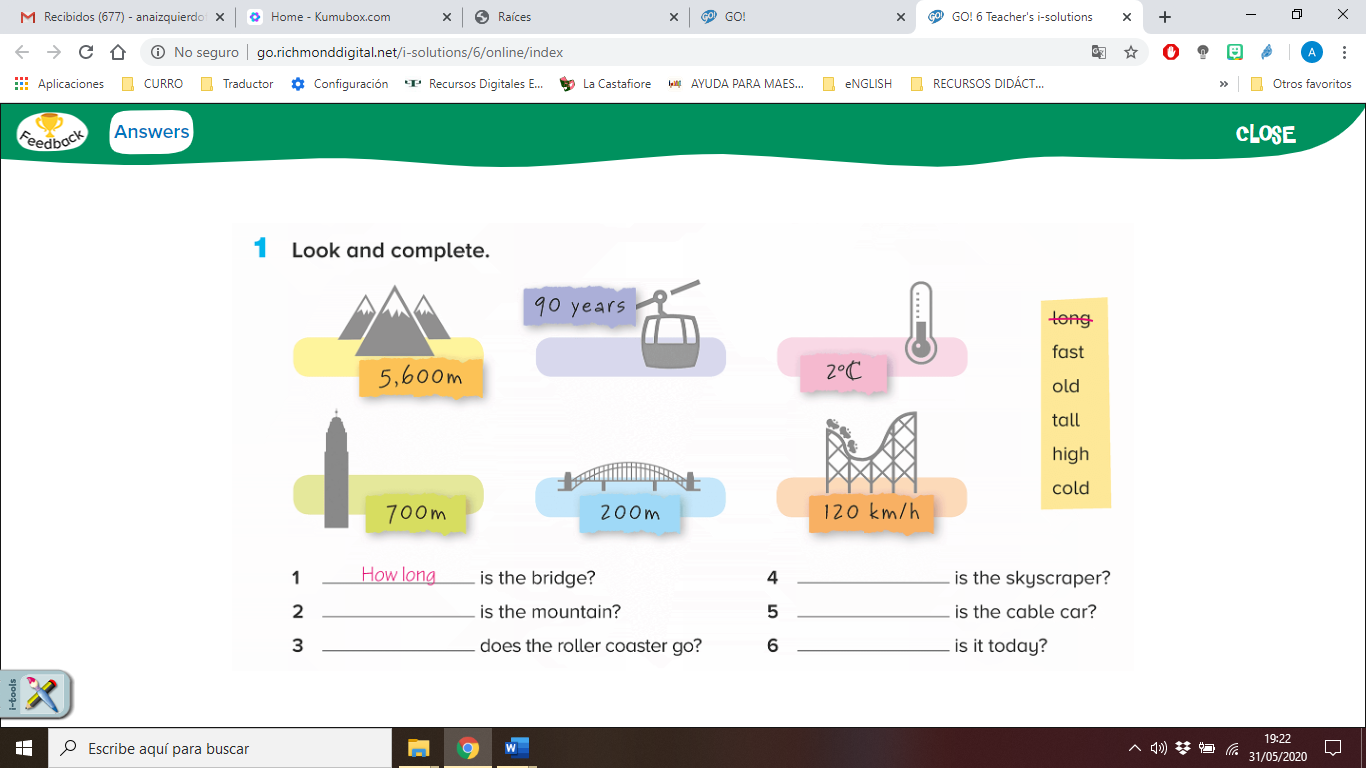 Recibidos (677) - anaizquierdo
Home - Kumubox.com
Raíces
GO!
GO! 6 Teacher's i-solutions
No seguro | go.richmonddigital.net/i-solutions/6/online/index
A
Aplicaciones CURRO Traductor Configuración Recursos Digitales E... La Castafiore AYUDA PARA MAES... eNGLISH RECURSOS DIDÁCT... » Otros favoritos
Feedback Answers CLOSE
1 Look and complete.
90 years
5,600m
2°C
long
fast
old
tall
high
cold
700m
200m
120 km/h
1 How long is the bridge?
2 ____________ is the mountain?
3 ____________ does the roller coaster go?
4 ____________ is the skyscraper?
5 ____________ is the cable car?
6 ____________ is it today?
i-tools
Escribe aquí para buscar
19:22
31/05/2020